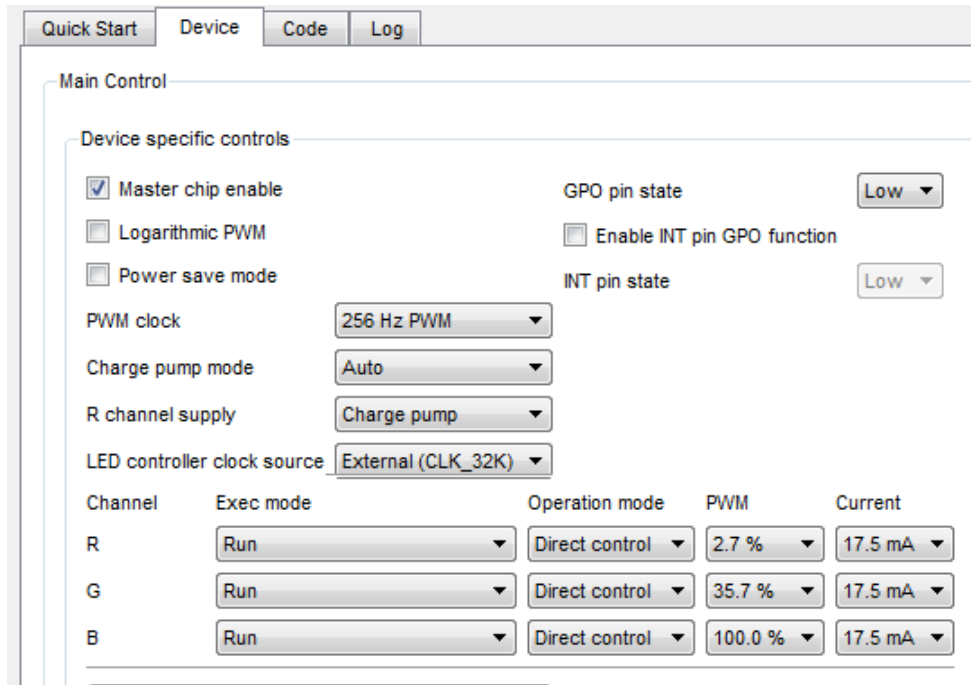 Quick Start Device Code Log
Main Control
Device specific controls
Master chip enable GPO pin state Low
Logarithmic PWM Enable INT pin GPO function
Power save mode INT pin state Low
PWM clock 256 Hz PWM
Charge pump mode Auto
R channel supply Charge pump
LED controller clock source External (CLK_32K)
Channel Exec mode Operation mode PWM Current
R Run Direct control 2.7 % 17.5 mA
G Run Direct control 35.7 % 17.5 mA
B Run Direct control 100.0 % 17.5 mA